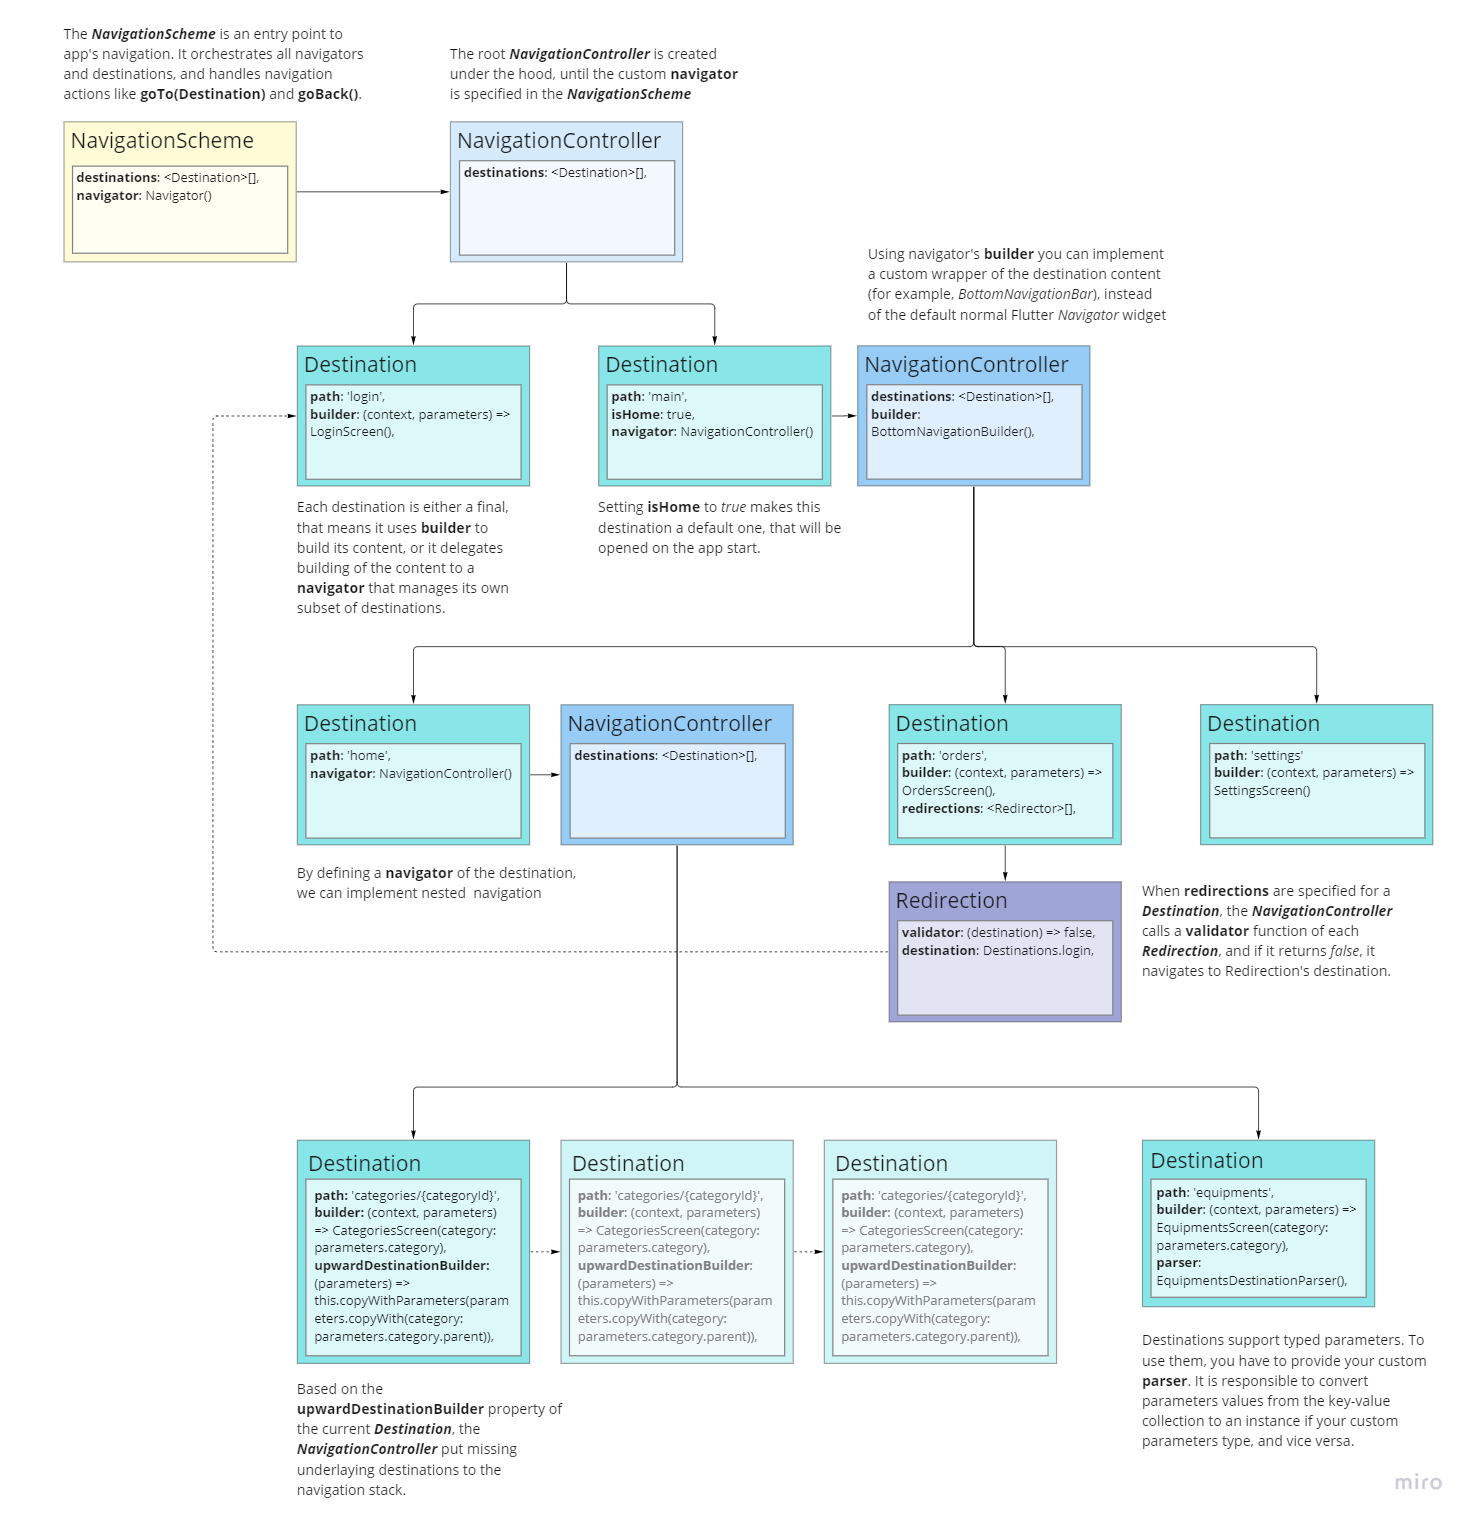 The NavigationScheme is an entry point to
app's navigation. It orchestrates all navigators
and destinations, and handles navigation
actions like goTo(Destination) and goBack().
The root NavigationController is created
under the hood, until the custom navigator
is specified in the NavigationScheme
NavigationScheme
destinations: <Destination>[],
navigator: Navigator()
NavigationController
destinations: <Destination>[],
Using navigator's builder you can implement
a custom wrapper of the destination content
(for example, BottomNavigationBar), instead
of the default normal Flutter Navigator widget
Destination
path: 'login',
builder: (context, parameters) =>
LoginScreen(),
Destination
path: 'main',
isHome: true,
navigator: NavigationController()
NavigationController
destinations: <Destination>[],
builder:
BottomNavigationBuilder(),
Each destination is either a final,
that means it uses builder to
build its content, or it delegates
building of the content to a
navigator that manages its own
subset of destinations.
Setting isHome to true makes this
destination a default one, that will be
opened on the app start.
Destination
path: 'home',
navigator: NavigationController()
NavigationController
destinations: <Destination>[],
Destination
path: 'orders',
builder: (context, parameters) =>
OrdersScreen(),
redirections: <Redirector>[],
Destination
path: 'settings'
builder: (context, parameters) =>
SettingsScreen()
By defining a navigator of the destination,
we can implement nested  navigation
Redirection
validator: (destination) => false,
destination: Destinations.login,
When redirections are specified for a
Destination, the NavigationController
calls a validator function of each
Redirection, and if it returns false, it
navigates to Redirection's destination.
Destination
path: 'categories/{categoryId}',
builder: (context, parameters)
=> CategoriesScreen(category:
parameters.category),
upwardDestinationBuilder:
(parameters) =>
this.copyWithParameters(param
eters.copyWith(category:
parameters.category.parent)),
Destination
path: 'categories/{categoryId}',
builder: (context, parameters)
=> CategoriesScreen(category:
parameters.category),
upwardDestinationBuilder:
(parameters) =>
this.copyWithParameters(param
eters.copyWith(category:
parameters.category.parent)),
Destination
path: 'categories/{categoryId}',
builder: (context, parameters)
=> CategoriesScreen(category:
parameters.category),
upwardDestinationBuilder:
(parameters) =>
this.copyWithParameters(param
eters.copyWith(category:
parameters.category.parent)),
Destination
path: 'equipments',
builder: (context, parameters) =>
EquipmentsScreen(category:
parameters.category),
parser:
EquipmentsDestinationParser(),
Based on the
upwardDestinationBuilder property of
the current Destination, the
NavigationController put missing
underlaying destinations to the
navigation stack.
Destinations support typed parameters. To
use them, you have to provide your custom
parser. It is responsible to convert
parameters values from the key-value
collection to an instance if your custom
parameters type, and vice versa.
miro